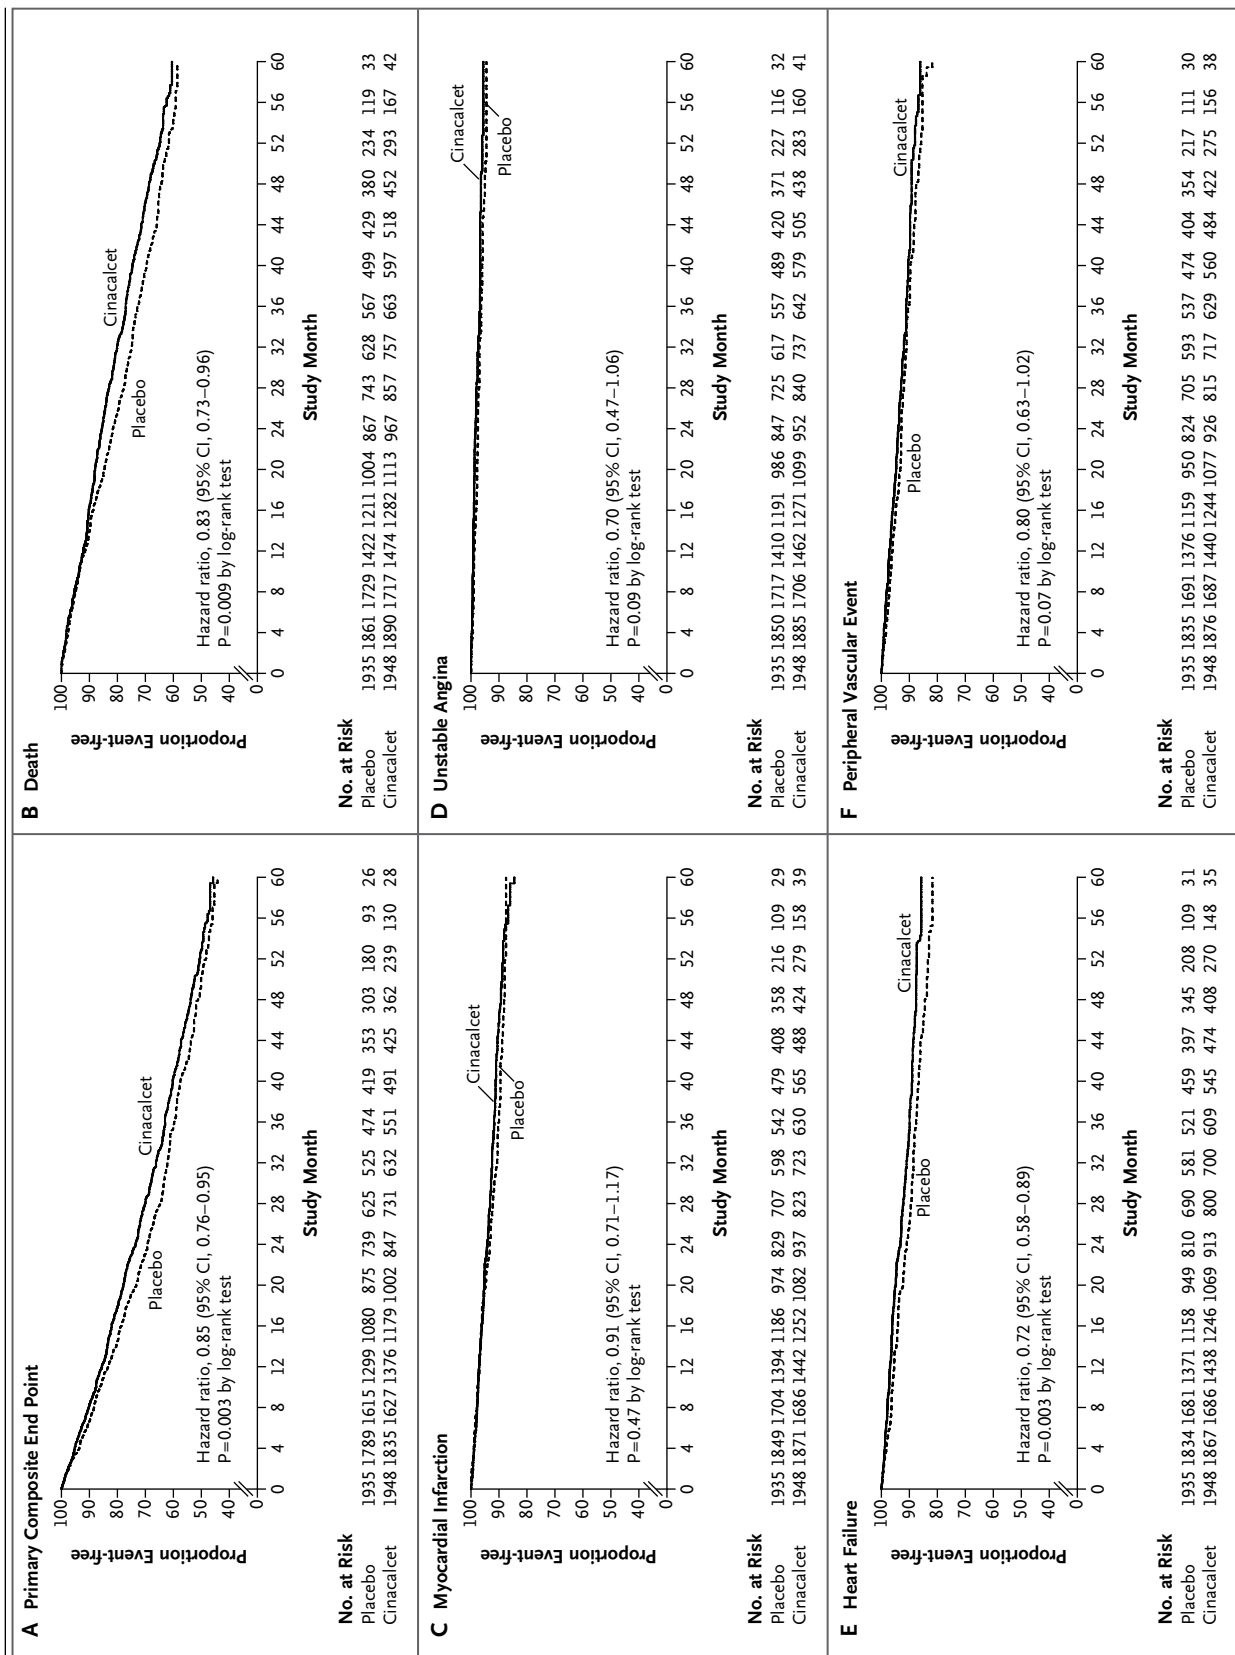 A Primary Composite End Point
Proportion Event-free
100
90
80
70
60
50
40
0
Placebo
Cinacalcet
Hazard ratio, 0.85 (95% CI, 0.76–0.95)
P=0.003 by log-rank test
0 4 8 12 16 20 24 28 32 36 40 44 48 52 56 60
Study Month
No. at Risk
Placebo 1935 1789 1615 1299 1080 875 739 625 525 474 419 353 303 180 93 26
Cinacalcet 1948 1835 1627 1376 1179 1002 847 731 632 551 491 425 362 239 130 28
B Death
Proportion Event-free
100
90
80
70
60
50
40
0
Cinacalcet
Placebo
Hazard ratio, 0.83 (95% CI, 0.73–0.96)
P=0.009 by log-rank test
0 4 8 12 16 20 24 28 32 36 40 44 48 52 56 60
Study Month
No. at Risk
Placebo 1935 1861 1729 1422 1211 1004 867 743 628 567 499 429 380 234 119 33
Cinacalcet 1948 1890 1717 1474 1282 1113 967 857 757 663 597 518 452 293 167 42
C Myocardial Infarction
Proportion Event-free
100
90
80
70
60
50
40
0
Cinacalcet
Placebo
Hazard ratio, 0.91 (95% CI, 0.71–1.17)
P=0.47 by log-rank test
0 4 8 12 16 20 24 28 32 36 40 44 48 52 56 60
Study Month
No. at Risk
Placebo 1935 1849 1704 1394 1186 974 829 707 598 542 479 408 358 216 109 29
Cinacalcet 1948 1871 1686 1442 1252 1082 937 823 723 630 565 488 424 279 158 39
D Unstable Angina
Proportion Event-free
100
90
80
70
60
50
40
0
Cinacalcet
Placebo
Hazard ratio, 0.70 (95% CI, 0.47–1.06)
P=0.09 by log-rank test
0 4 8 12 16 20 24 28 32 36 40 44 48 52 56 60
Study Month
No. at Risk
Placebo 1935 1850 1717 1410 1191 986 847 725 617 557 489 420 371 227 116 32
Cinacalcet 1948 1885 1706 1462 1271 1099 952 840 737 642 579 505 438 283 160 41
E Heart Failure
Proportion Event-free
100
90
80
70
60
50
40
0
Cinacalcet
Placebo
Hazard ratio, 0.72 (95% CI, 0.58–0.89)
P=0.003 by log-rank test
0 4 8 12 16 20 24 28 32 36 40 44 48 52 56 60
Study Month
No. at Risk
Placebo 1935 1834 1681 1371 1158 949 810 690 581 521 459 397 345 208 109 31
Cinacalcet 1948 1867 1686 1438 1246 1069 913 800 700 609 545 474 408 270 148 35
F Peripheral Vascular Event
Proportion Event-free
100
90
80
70
60
50
40
0
Cinacalcet
Placebo
Hazard ratio, 0.80 (95% CI, 0.63–1.02)
P=0.07 by log-rank test
0 4 8 12 16 20 24 28 32 36 40 44 48 52 56 60
Study Month
No. at Risk
Placebo 1935 1835 1691 1376 1159 950 824 705 593 537 474 404 354 217 111 30
Cinacalcet 1948 1876 1687 1440 1244 1077 926 815 717 629 560 484 422 275 156 38